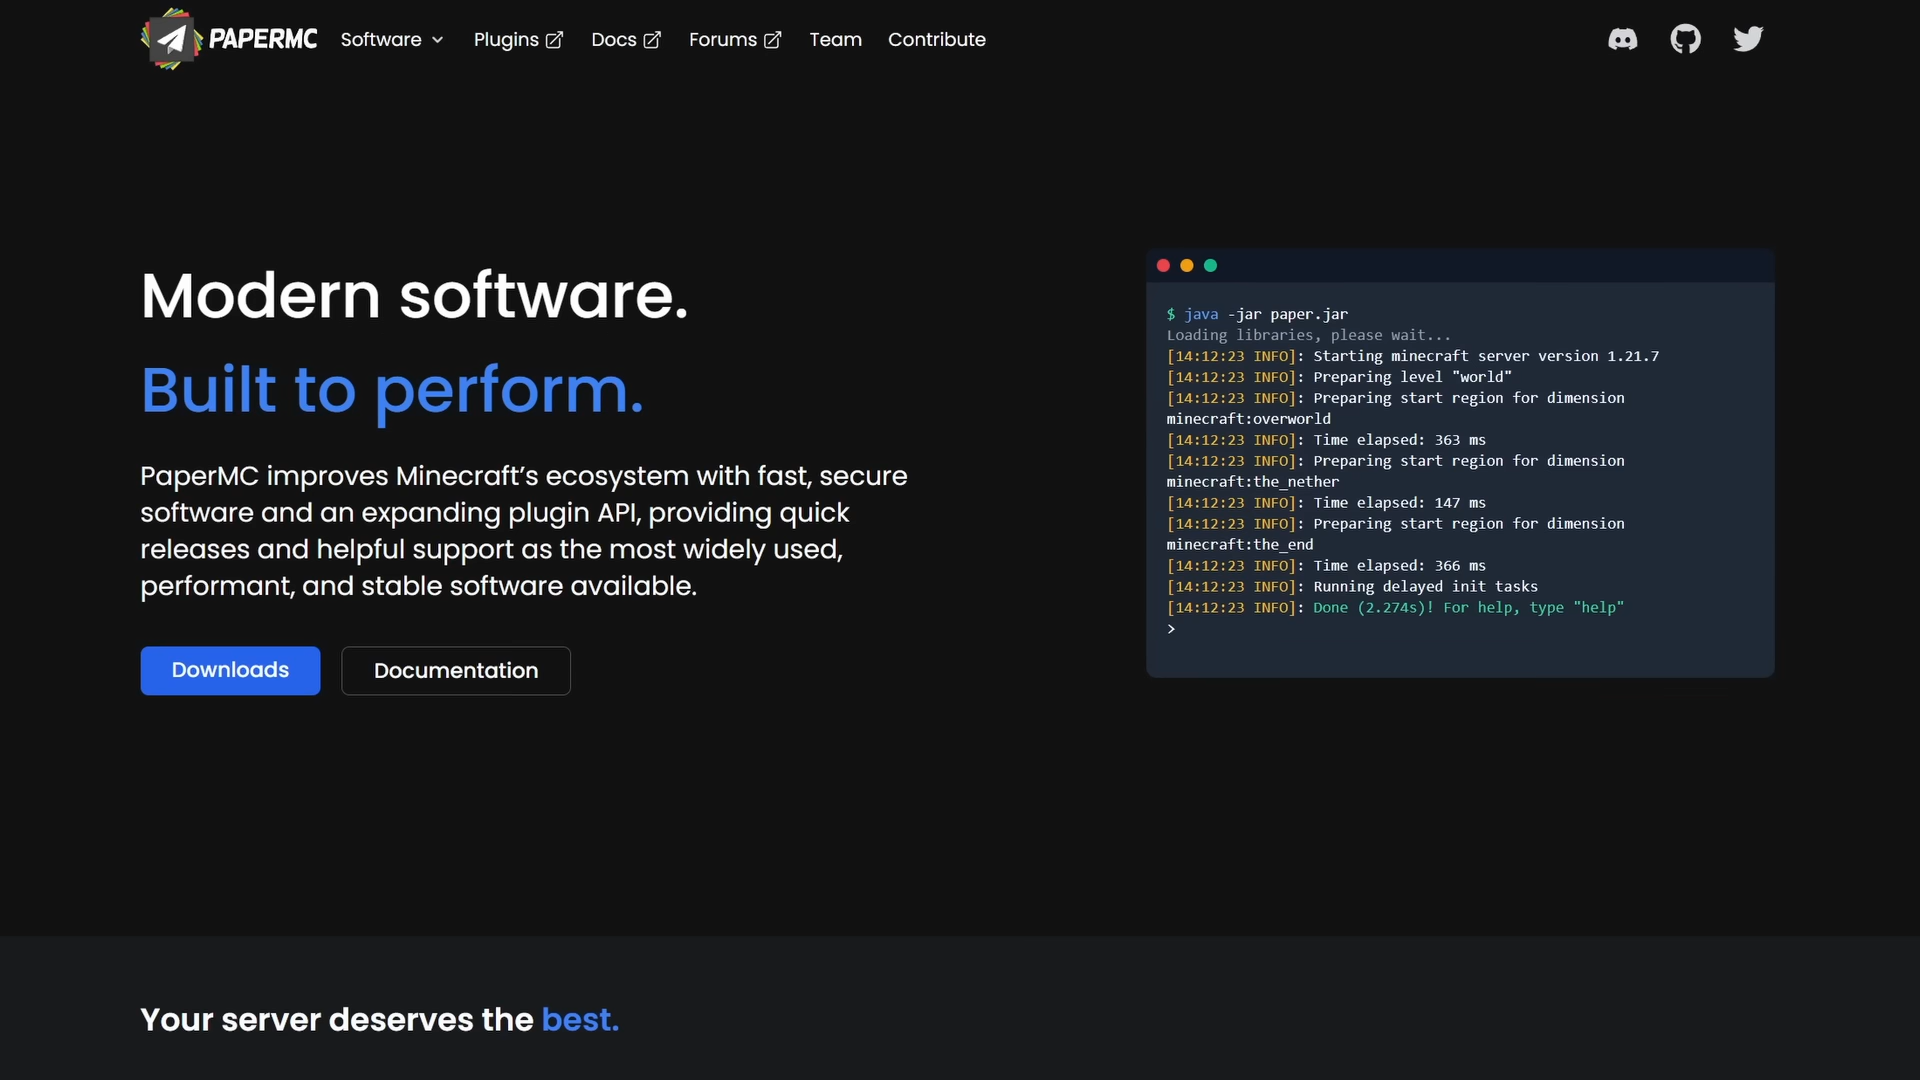 PAPERMC
Software
Plugins
Docs
Forums
Team
Contribute
Modern software.
Built to perform.
PaperMC improves Minecraft’s ecosystem with fast, secure
software and an expanding plugin API, providing quick
releases and helpful support as the most widely used,
performant, and stable software available.
Downloads
Documentation
$ java -jar paper.jar
Loading libraries, please wait...
[14:12:23 INFO]: Starting minecraft server version 1.21.7
[14:12:23 INFO]: Preparing level "world"
[14:12:23 INFO]: Preparing start region for dimension
minecraft:overworld
[14:12:23 INFO]: Time elapsed: 363 ms
[14:12:23 INFO]: Preparing start region for dimension
minecraft:the_nether
[14:12:23 INFO]: Time elapsed: 147 ms
[14:12:23 INFO]: Preparing start region for dimension
minecraft:the_end
[14:12:23 INFO]: Time elapsed: 366 ms
[14:12:23 INFO]: Running delayed init tasks
[14:12:23 INFO]: Done (2.274s)! For help, type "help"
>
Your server deserves the best.